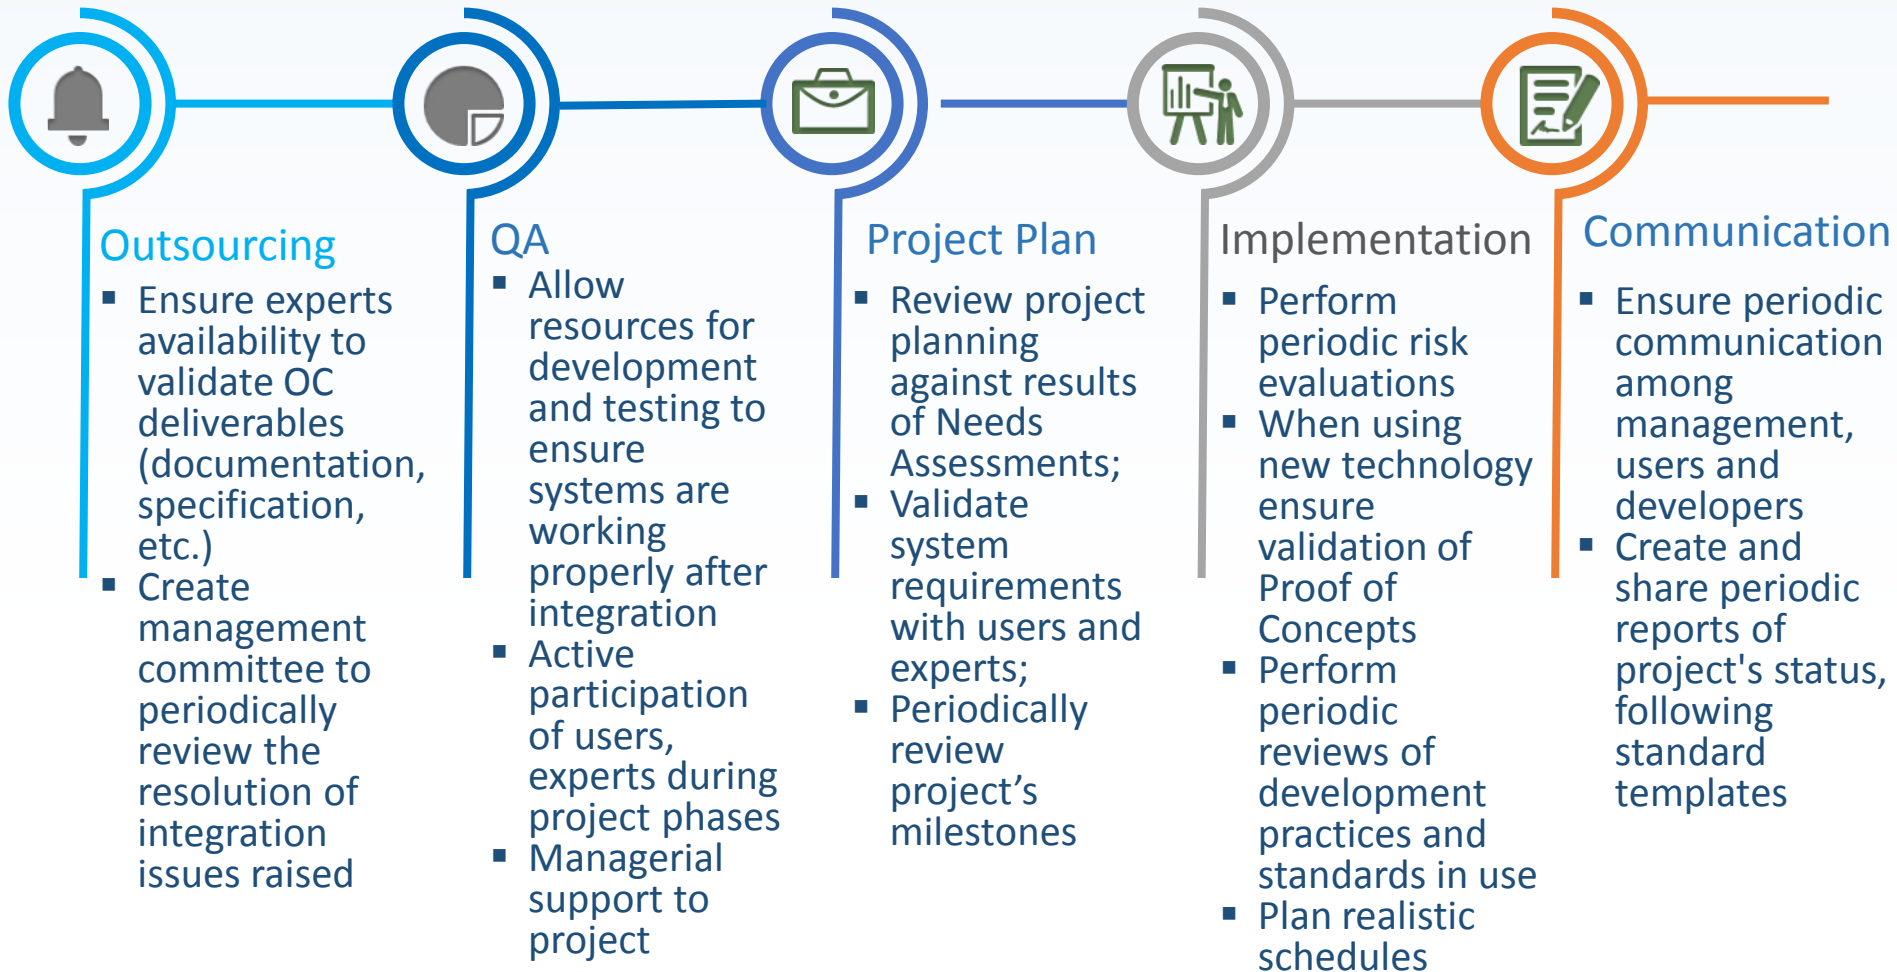 Outsourcing
▪ Ensure experts
availability to
validate OC
deliverables
(documentation,
specification,
etc.)
▪ Create
management
committee to
periodically
review the
resolution of
integration
issues raised
QA
▪ Allow
resources for
development
and testing to
ensure
systems are
working
properly after
integration
▪ Active
participation
of users,
experts during
project phases
▪ Managerial
support to
project
Project Plan
▪ Review project
planning
against results
of Needs
Assessments;
▪ Validate
system
requirements
with users and
experts;
▪ Periodically
review
project’s
milestones
Implementation
▪ Perform
periodic risk
evaluations
▪ When using
new technology
ensure
validation of
Proof of
Concepts
▪ Perform
periodic
reviews of
development
practices and
standards in use
▪ Plan realistic
schedules
Communication
▪ Ensure periodic
communication
among
management,
users and
developers
▪ Create and
share periodic
reports of
project's status,
following
standard
templates